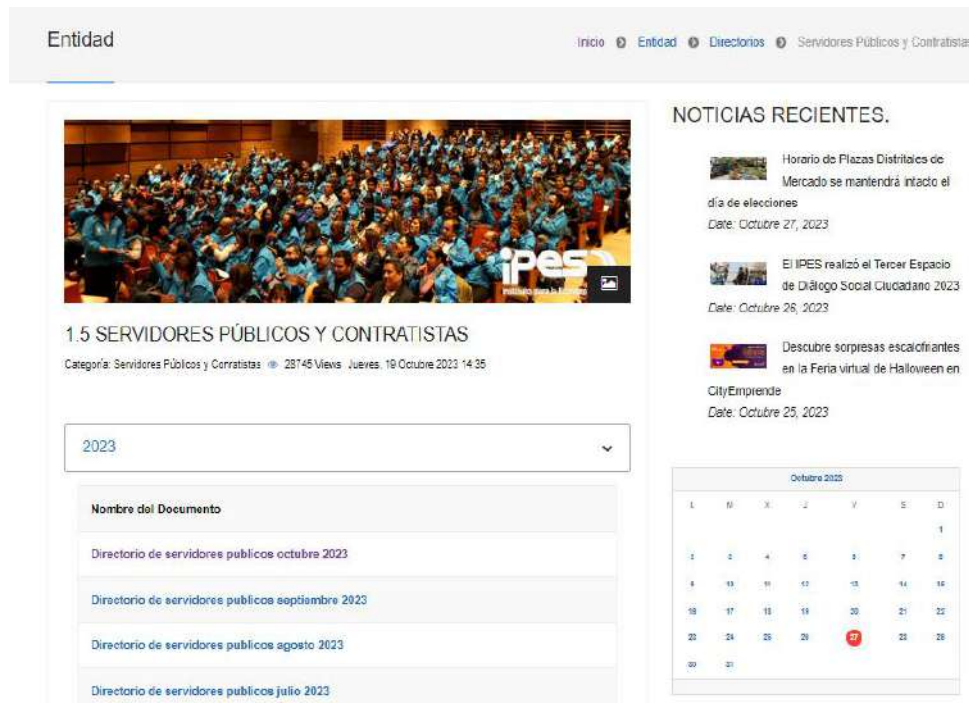 Entidad
Inicio Entidad Directorios Servidores Públicos y Contratistas
ipes
1.5 SERVIDORES PÚBLICOS Y CONTRATISTAS
Categoría: Servidores Públicos y Contratistas 28745 Views Jueves, 19 Octubre 2023 14:35
2023
Nombre del Documento
Directorio de servidores publicos octubre 2023
Directorio de servidores publicos septiembre 2023
Directorio de servidores publicos agosto 2023
Directorio de servidores publicos julio 2023
NOTICIAS RECIENTES.
Horario de Plazas Distritales de
Mercado se mantendrá intacto el
día de elecciones
Date: Octubre 27, 2023
El IPES realizó el Tercer Espacio
de Diálogo Social Ciudadano 2023
Date: Octubre 26, 2023
Descubre sorpresas escalofriantes
en la Feria virtual de Halloween en
CityEmprende
Date: Octubre 25, 2023
Octubre 2023
L M X J V S D
1
2 3 4 5 6 7 8
9 10 11 12 13 14 15
16 17 18 19 20 21 22
23 24 25 26 27 28 29
30 31